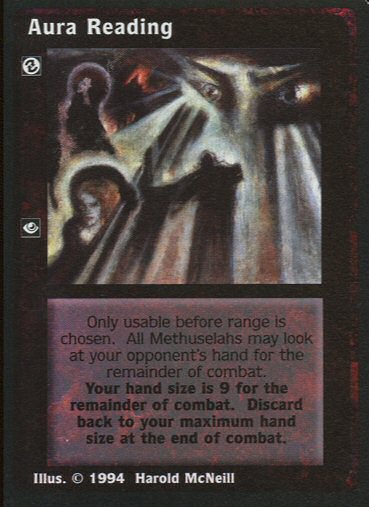 Aura Reading
Only usable before range is
chosen. All Methuselahs may look
at your opponent's hand for the
remainder of combat.
Your hand size is 9 for the
remainder of combat. Discard
back to your maximum hand
size at the end of combat.
Illus. © 1994 Harold McNeill